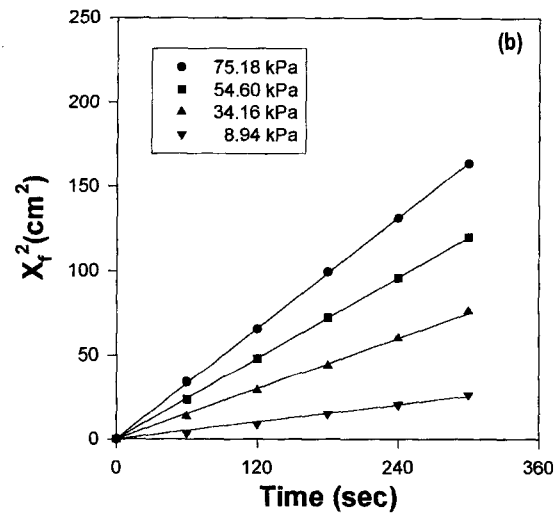 250
(b)
75.18 kPa
54.60 kPa
34.16 kPa
8.94 kPa
200
150
100
50
0
X_f^2(cm^2)
0 120 240 360
Time (sec)